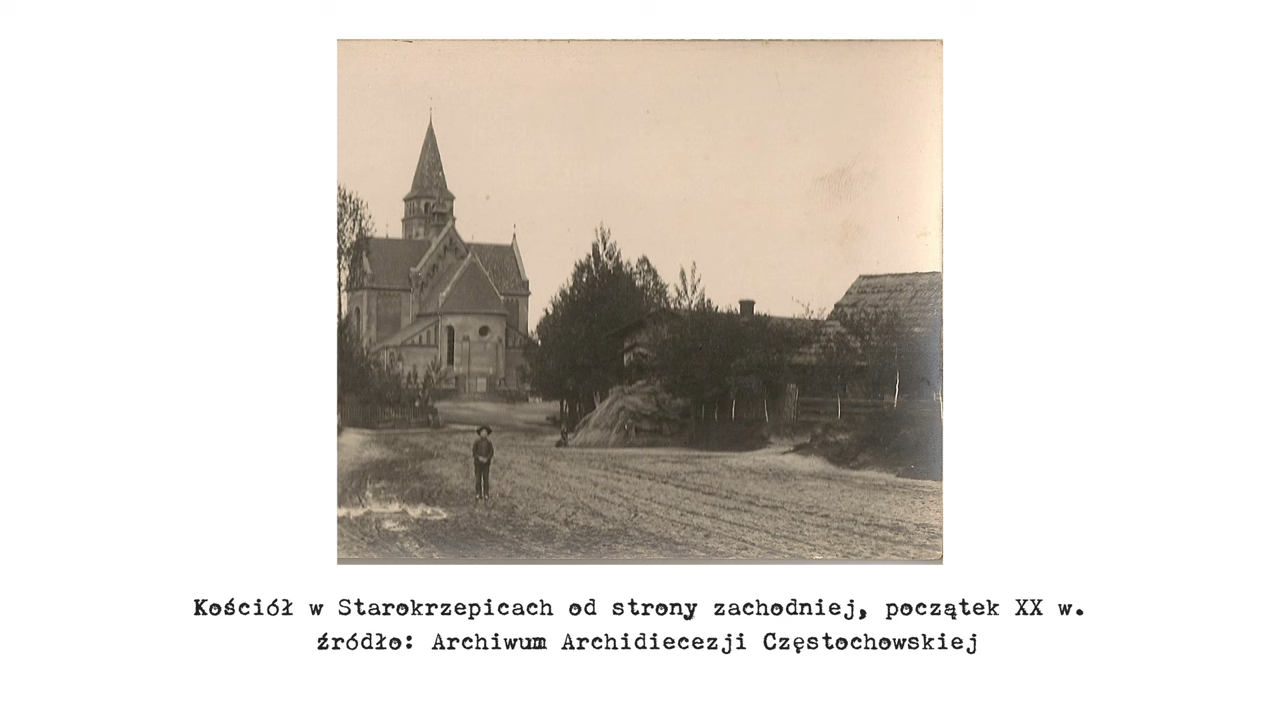 Kościół w Starokrzepicach od strony zachodniej, początek XX w.
źródło: Archiwum Archidiecezji Częstochowskiej